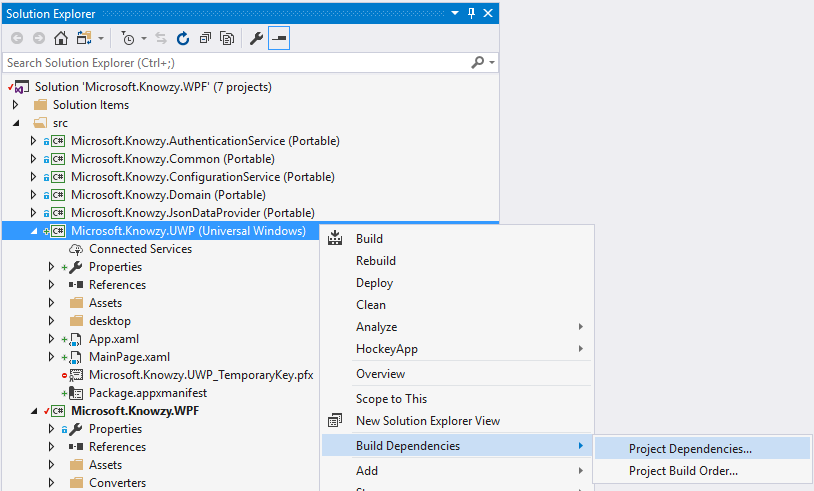 Solution Explorer
Search Solution Explorer (Ctrl+;)
Solution 'Microsoft.Knowzy.WPF' (7 projects)
Solution Items
src
C# Microsoft.Knowzy.AuthenticationService (Portable)
C# Microsoft.Knowzy.Common (Portable)
C# Microsoft.Knowzy.ConfigurationService (Portable)
C# Microsoft.Knowzy.Domain (Portable)
C# Microsoft.Knowzy.JsonDataProvider (Portable)
C# Microsoft.Knowzy.UWP (Universal Windows)
Connected Services
Properties
References
Assets
desktop
App.xaml
MainPage.xaml
Microsoft.Knowzy.UWP_TemporaryKey.pfx
Package.appxmanifest
C# Microsoft.Knowzy.WPF
Properties
References
Assets
Converters
Build
Rebuild
Deploy
Clean
Analyze
HockeyApp
Overview
Scope to This
New Solution Explorer View
Build Dependencies
Add
Project Dependencies...
Project Build Order...